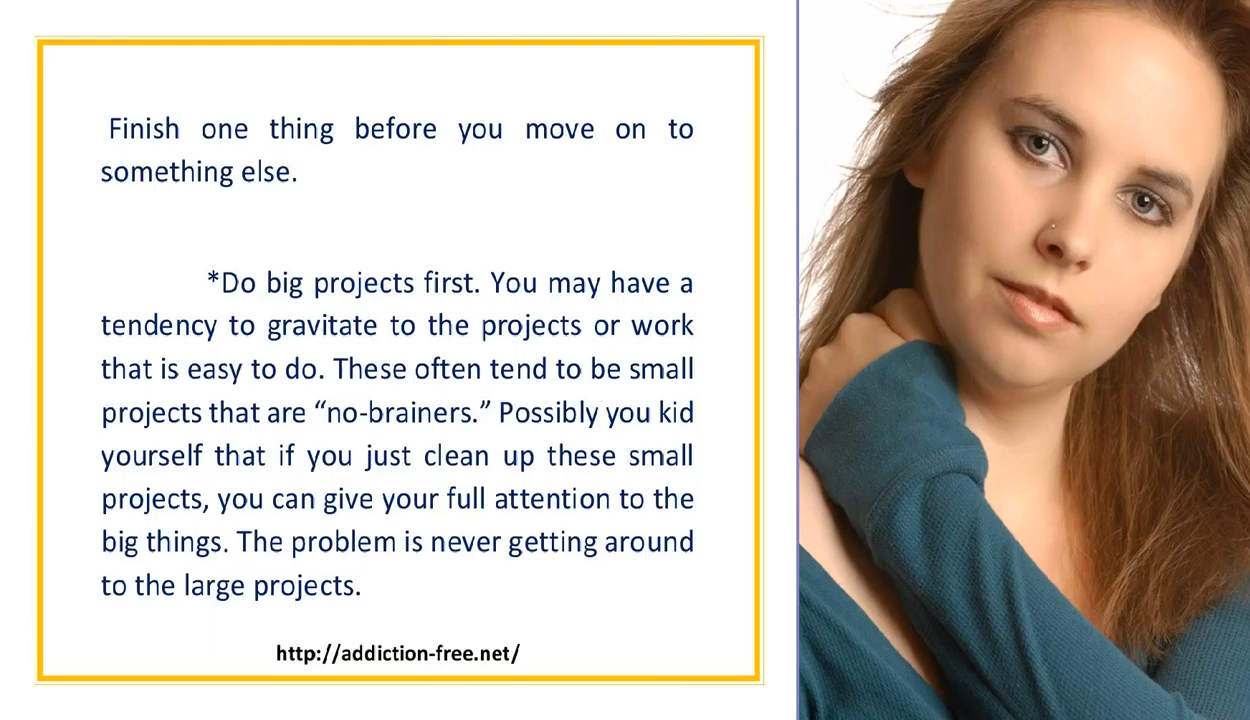 Finish one thing before you move on to
something else.
*Do big projects first. You may have a
tendency to gravitate to the projects or work
that is easy to do. These often tend to be small
projects that are “no-brainers.” Possibly you kid
yourself that if you just clean up these small
projects, you can give your full attention to the
big things. The problem is never getting around
to the large projects.
http://addiction-free.net/